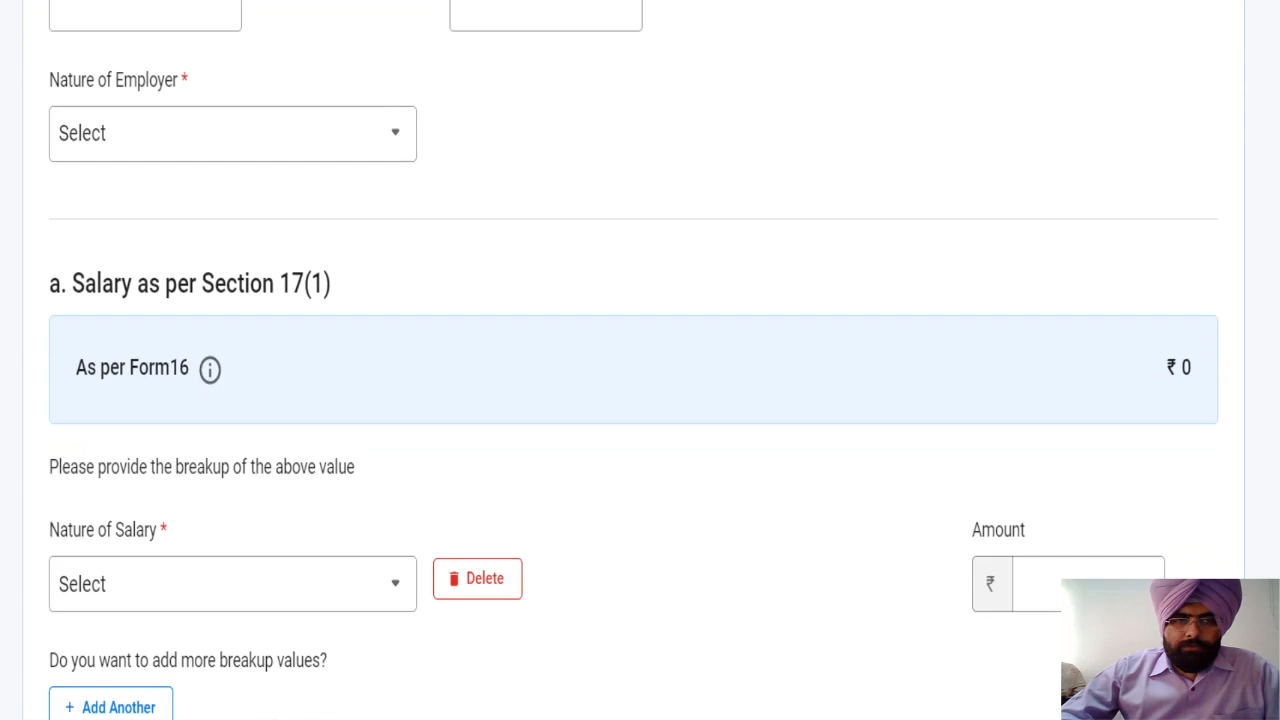 Nature of Employer *
Select
a. Salary as per Section 17(1)
As per Form16
₹ 0
Please provide the breakup of the above value
Nature of Salary *
Amount
Select
Delete
₹
Do you want to add more breakup values?
+ Add Another